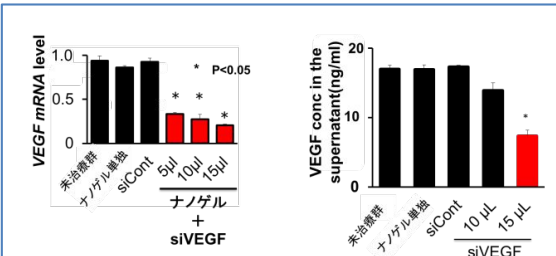 VEGF mRNA level
1.0
0.5
0
*
P<0.05
*
*
*
*
未治療群
ナノゲル単独
siCont
5μl
10μl
15μl
ナノゲル
+
siVEGF
VEGF conc in the
supernatant(ng/ml)
20
10
0
*
未治療群
ナノゲル単独
siCont
10 μL
15 μL
siVEGF